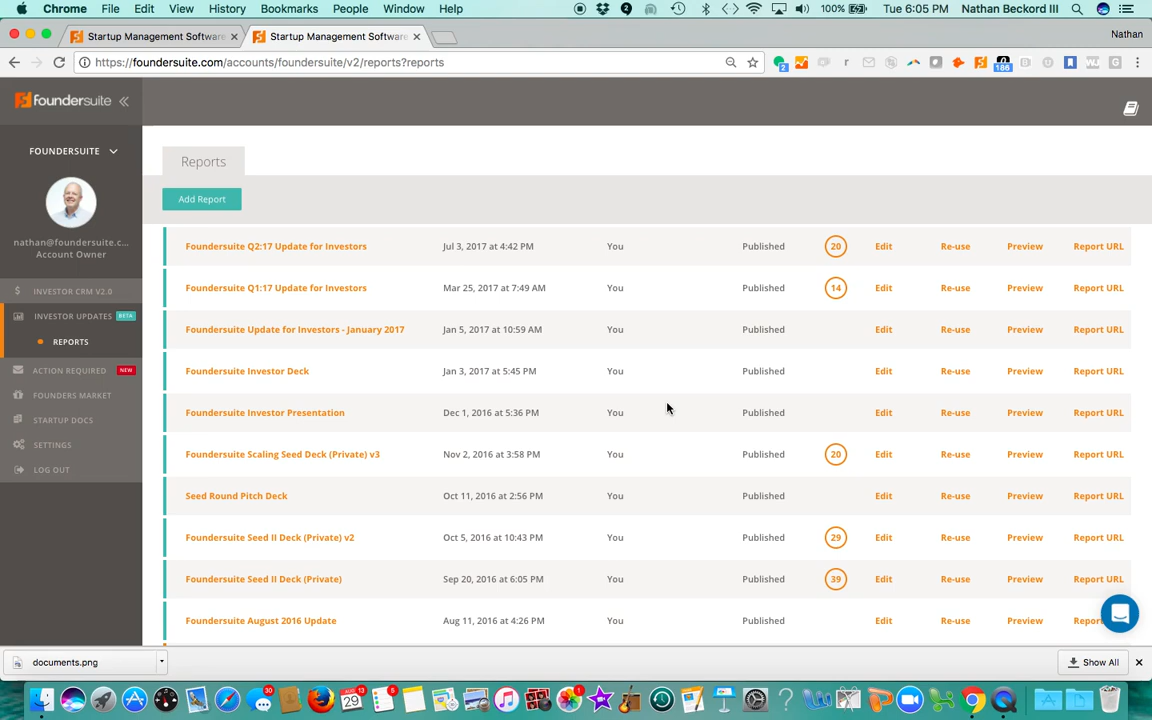 Chrome File Edit View History Bookmarks People Window Help 2 100% Tue 6:05 PM Nathan Beckord III
Startup Management Software Startup Management Software Nathan
https://foundersuite.com/accounts/foundersuite/v2/reports?reports 2 r 186
foundersuite
FOUNDERSUITE
nathan@foundersuite.c...
Account Owner
$ INVESTOR CRM V2.0
INVESTOR UPDATES BETA
REPORTS
ACTION REQUIRED NEW
FOUNDERS MARKET
STARTUP DOCS
SETTINGS
LOG OUT
Reports
Add Report
Foundersuite Q2:17 Update for Investors Jul 3, 2017 at 4:42 PM You Published 20 Edit Re-use Preview Report URL
Foundersuite Q1:17 Update for Investors Mar 25, 2017 at 7:49 AM You Published 14 Edit Re-use Preview Report URL
Foundersuite Update for Investors - January 2017 Jan 5, 2017 at 10:59 AM You Published Edit Re-use Preview Report URL
Foundersuite Investor Deck Jan 3, 2017 at 5:45 PM You Published Edit Re-use Preview Report URL
Foundersuite Investor Presentation Dec 1, 2016 at 5:36 PM You Published Edit Re-use Preview Report URL
Foundersuite Scaling Seed Deck (Private) v3 Nov 2, 2016 at 3:58 PM You Published 20 Edit Re-use Preview Report URL
Seed Round Pitch Deck Oct 11, 2016 at 2:56 PM You Published Edit Re-use Preview Report URL
Foundersuite Seed II Deck (Private) v2 Oct 5, 2016 at 10:43 PM You Published 29 Edit Re-use Preview Report URL
Foundersuite Seed II Deck (Private) Sep 20, 2016 at 6:05 PM You Published 39 Edit Re-use Preview Report URL
Foundersuite August 2016 Update Aug 11, 2016 at 4:26 PM You Published Edit Re-use Preview
documents.png Show All
30 AUG 29 13 5 1